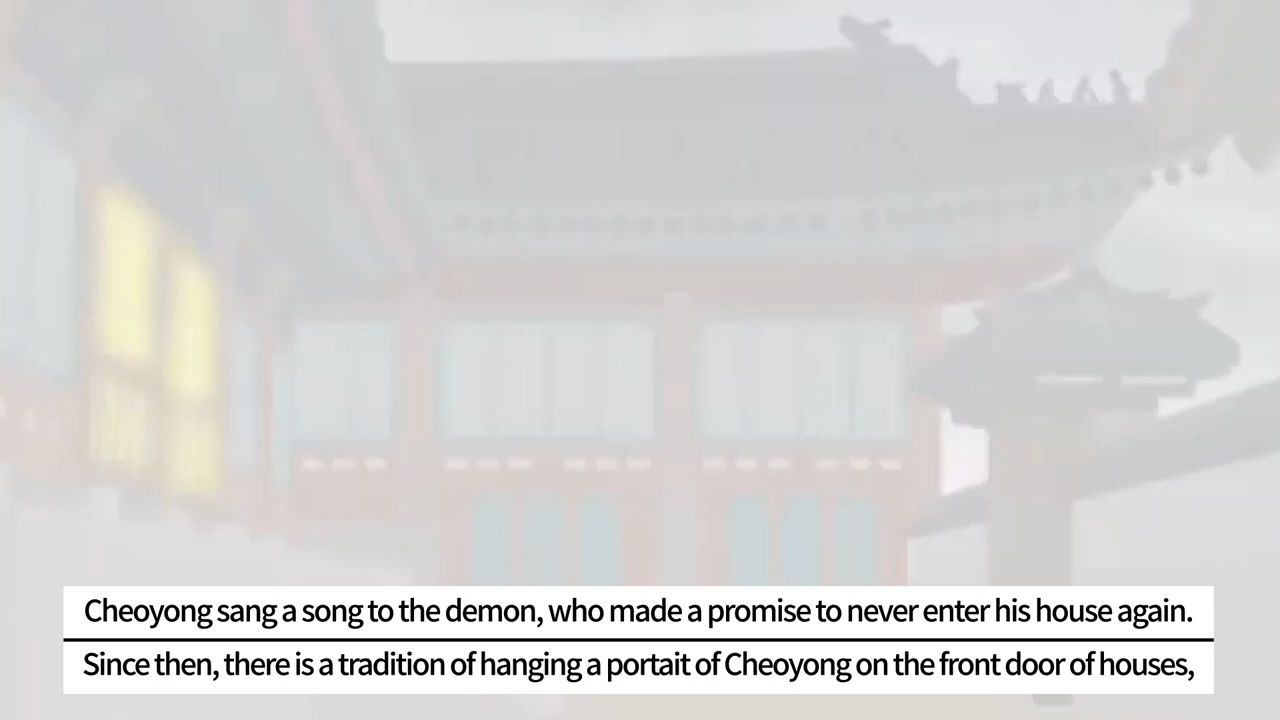 Cheoyong sang a song to the demon, who made a promise to never enter his house again.
Since then, there is a tradition of hanging a portait of Cheoyong on the front door of houses,